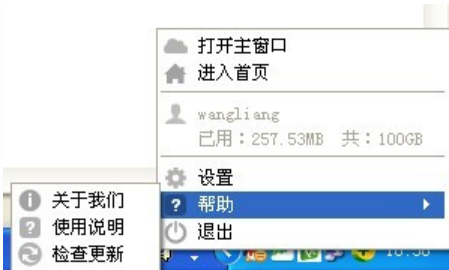 打开主窗口
进入首页
wangliang
已用：257.53MB 共：100GB
设置
帮助
退出
关于我们
使用说明
检查更新